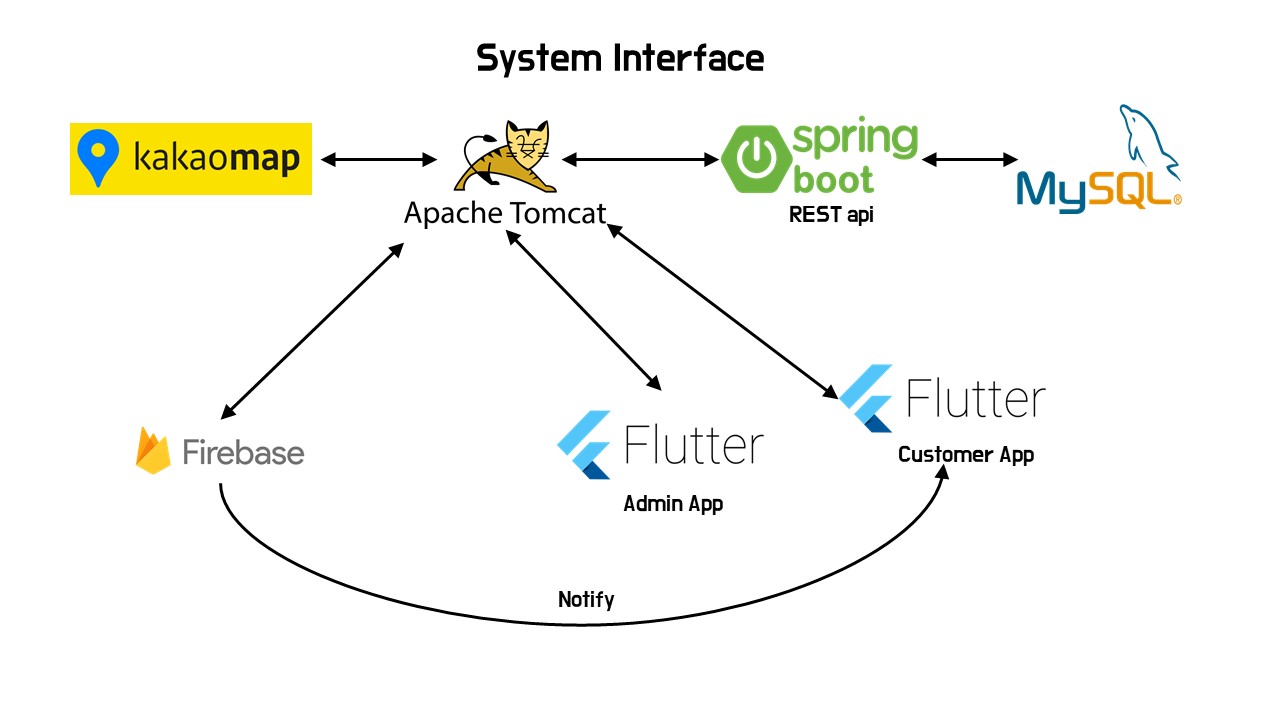 System Interface
kakaomap
Apache Tomcat
spring
boot
REST api
MySQL®
Firebase
Flutter
Admin App
Flutter
Customer App
Notify